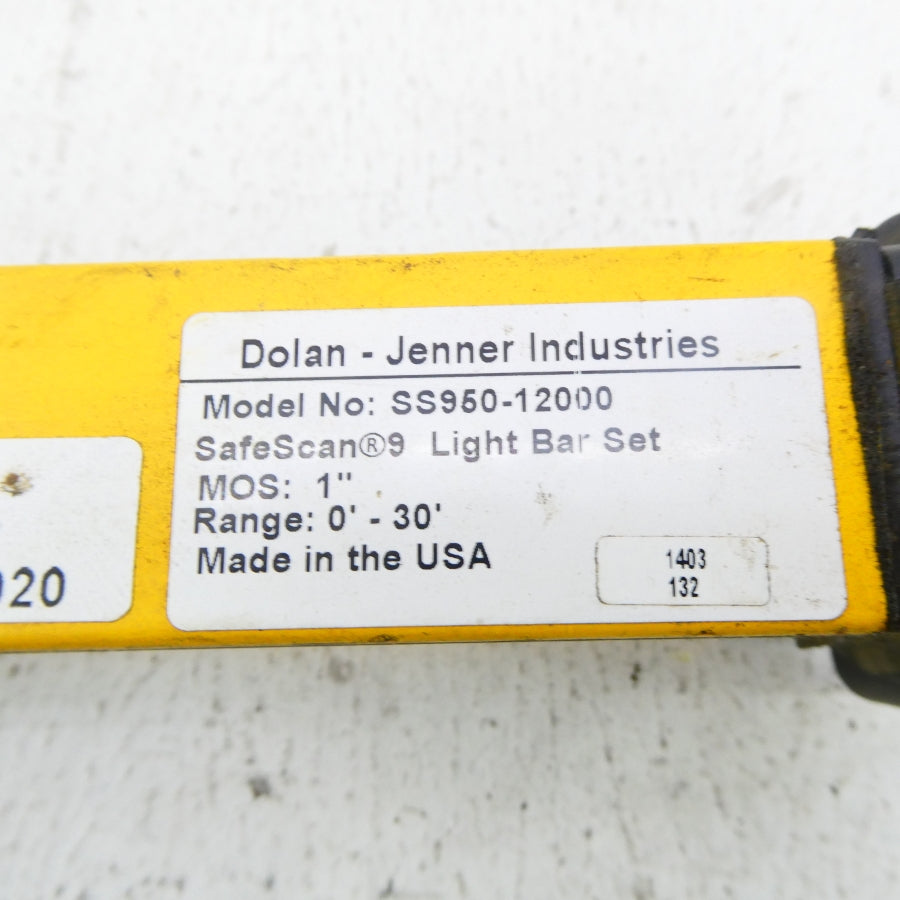 Dolan - Jenner Industries
Model No: SS950-12000
SafeScan®9 Light Bar Set
MOS: 1"
Range: 0' - 30'
Made in the USA
1403
132